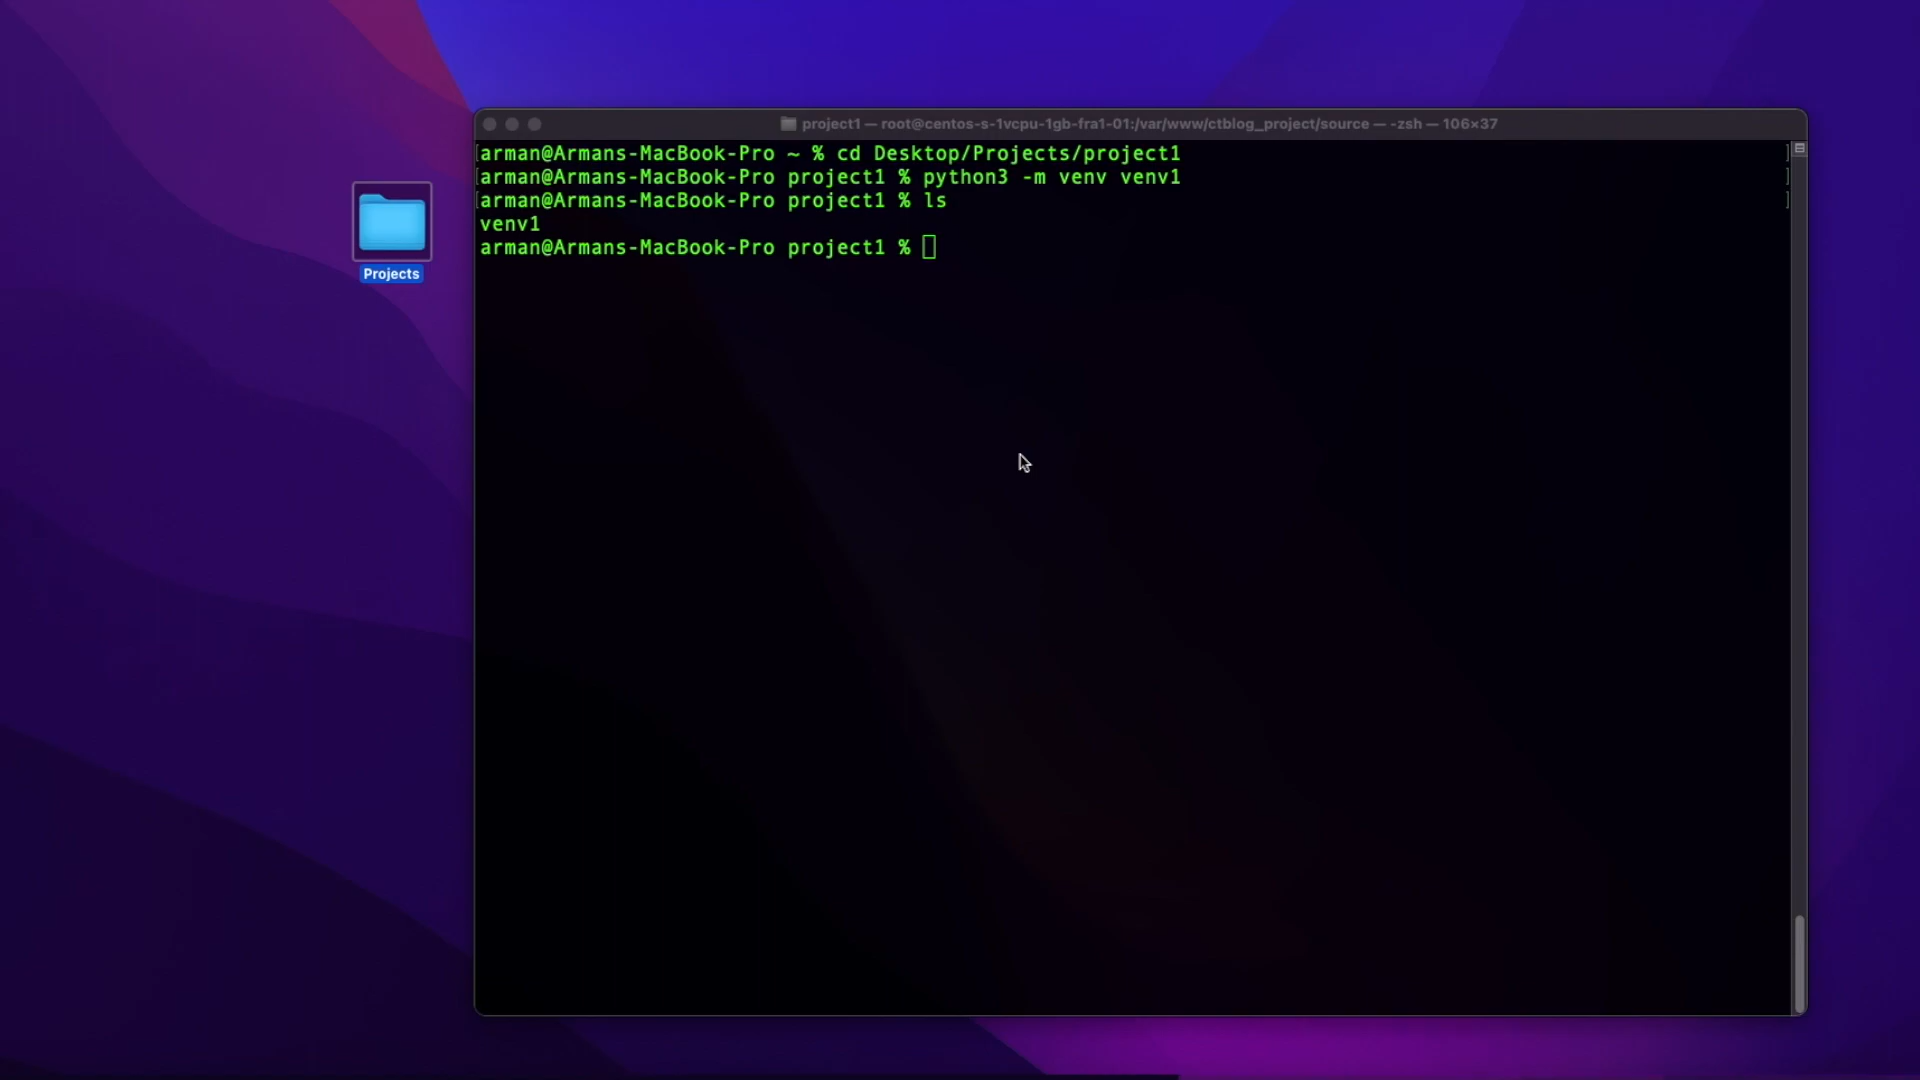 project1 — root@centos-s-1vcpu-1gb-fra1-01:/var/www/ctblog_project/source — -zsh — 106×37
[arman@Armans-MacBook-Pro ~ % cd Desktop/Projects/project1 ]
[arman@Armans-MacBook-Pro project1 % python3 -m venv venv1 ]
[arman@Armans-MacBook-Pro project1 % ls ]
venv1
arman@Armans-MacBook-Pro project1 %
Projects